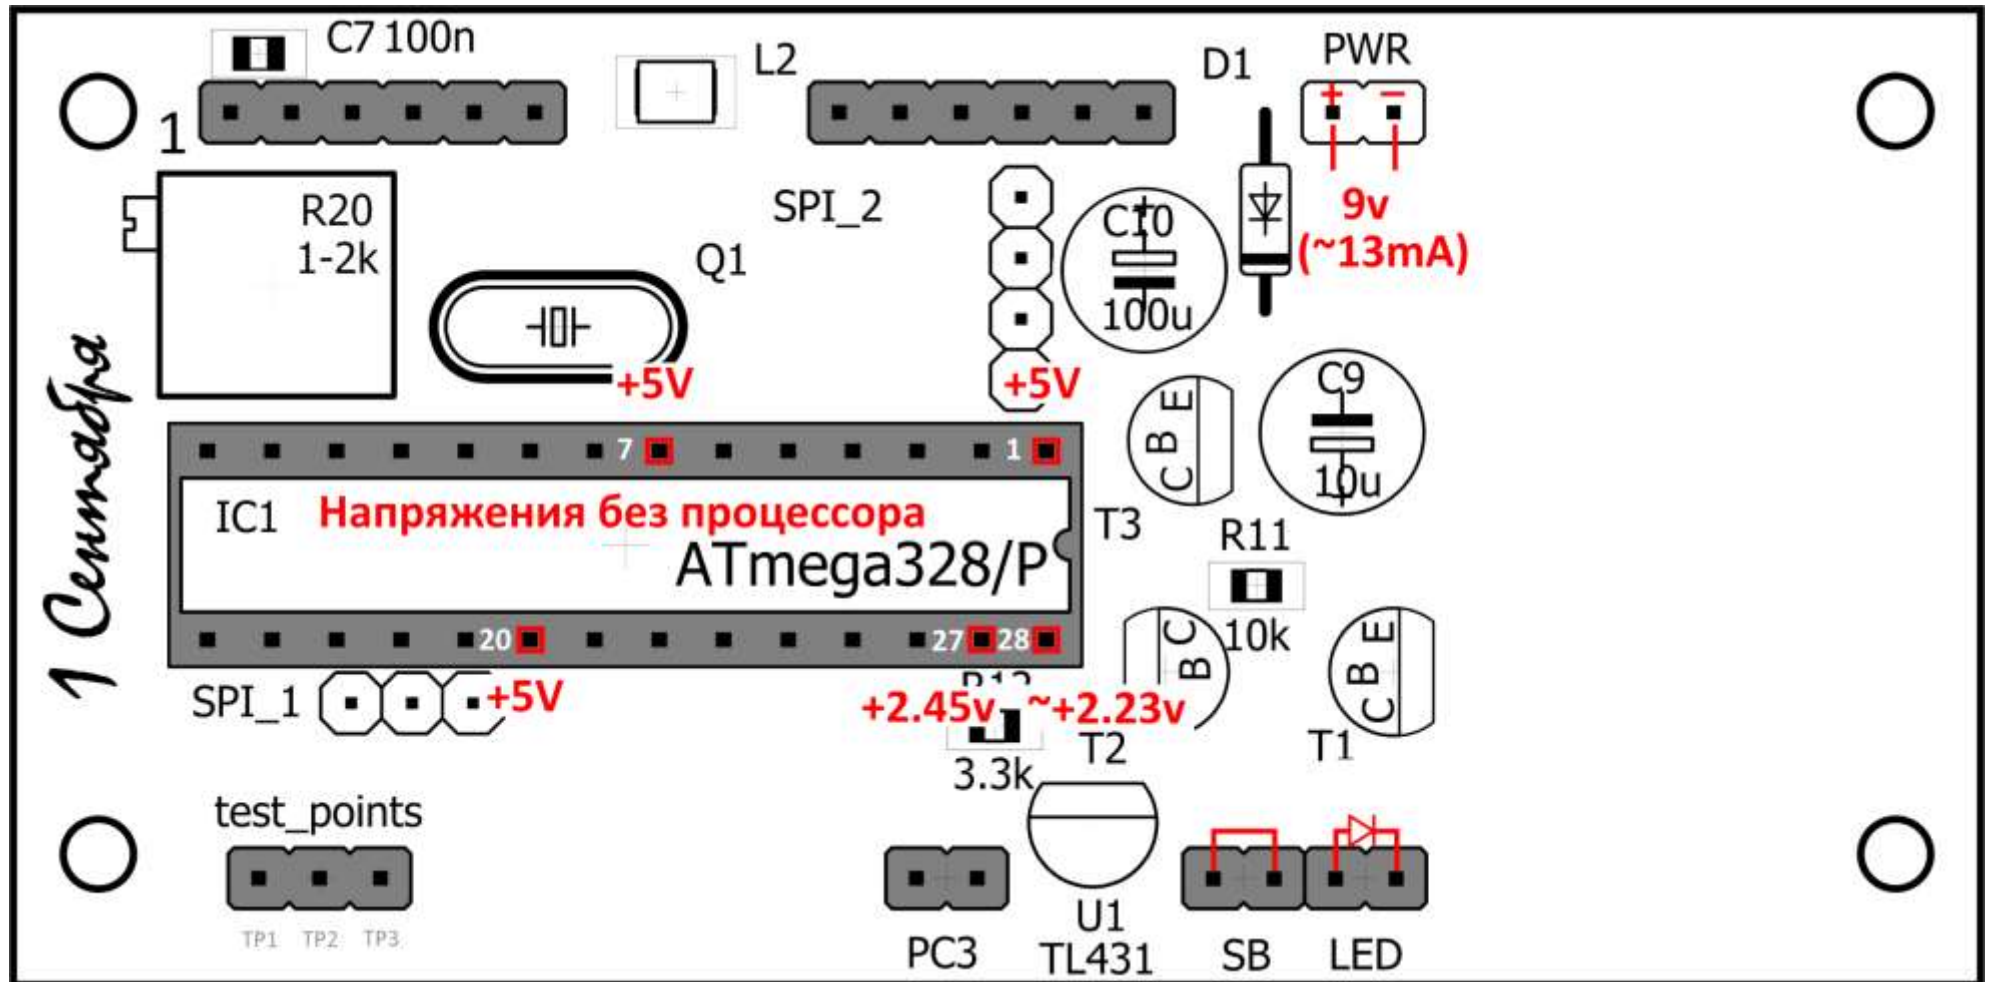 C7 100n
L2
D1
PWR
+ −
1
R20
1-2k
SPI_2
C10
100u
9v
(~13mA)
Q1
+5V
+5V
C9
10u
E
B
C
7
1
IC1
Напряжения без процессора
ATmega328/P
T3
R11
10k
1 Сентября
20
27
28
C
B
E
B
C
SPI_1
+5V
R12
+2.45v
~+2.23v
3.3k
T2
T1
test_points
TP1 TP2 TP3
PC3
U1
TL431
SB
LED